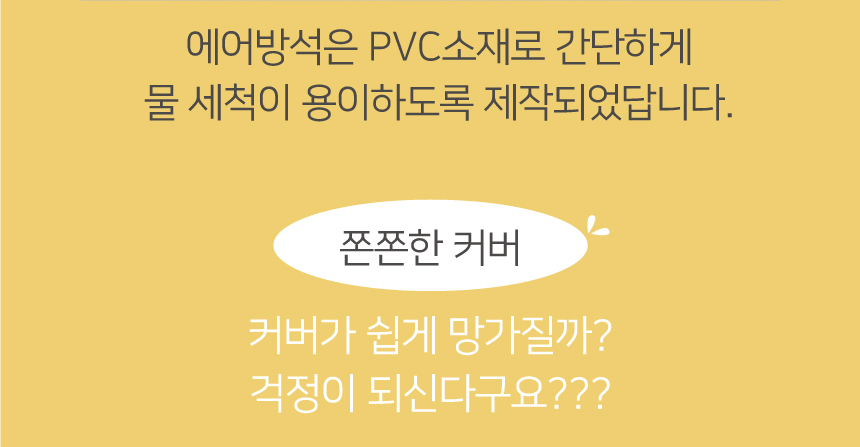 에어방석은 PVC소재로 간단하게
물 세척이 용이하도록 제작되었답니다.
쫀쫀한 커버
커버가 쉽게 망가질까?
걱정이 되신다구요???